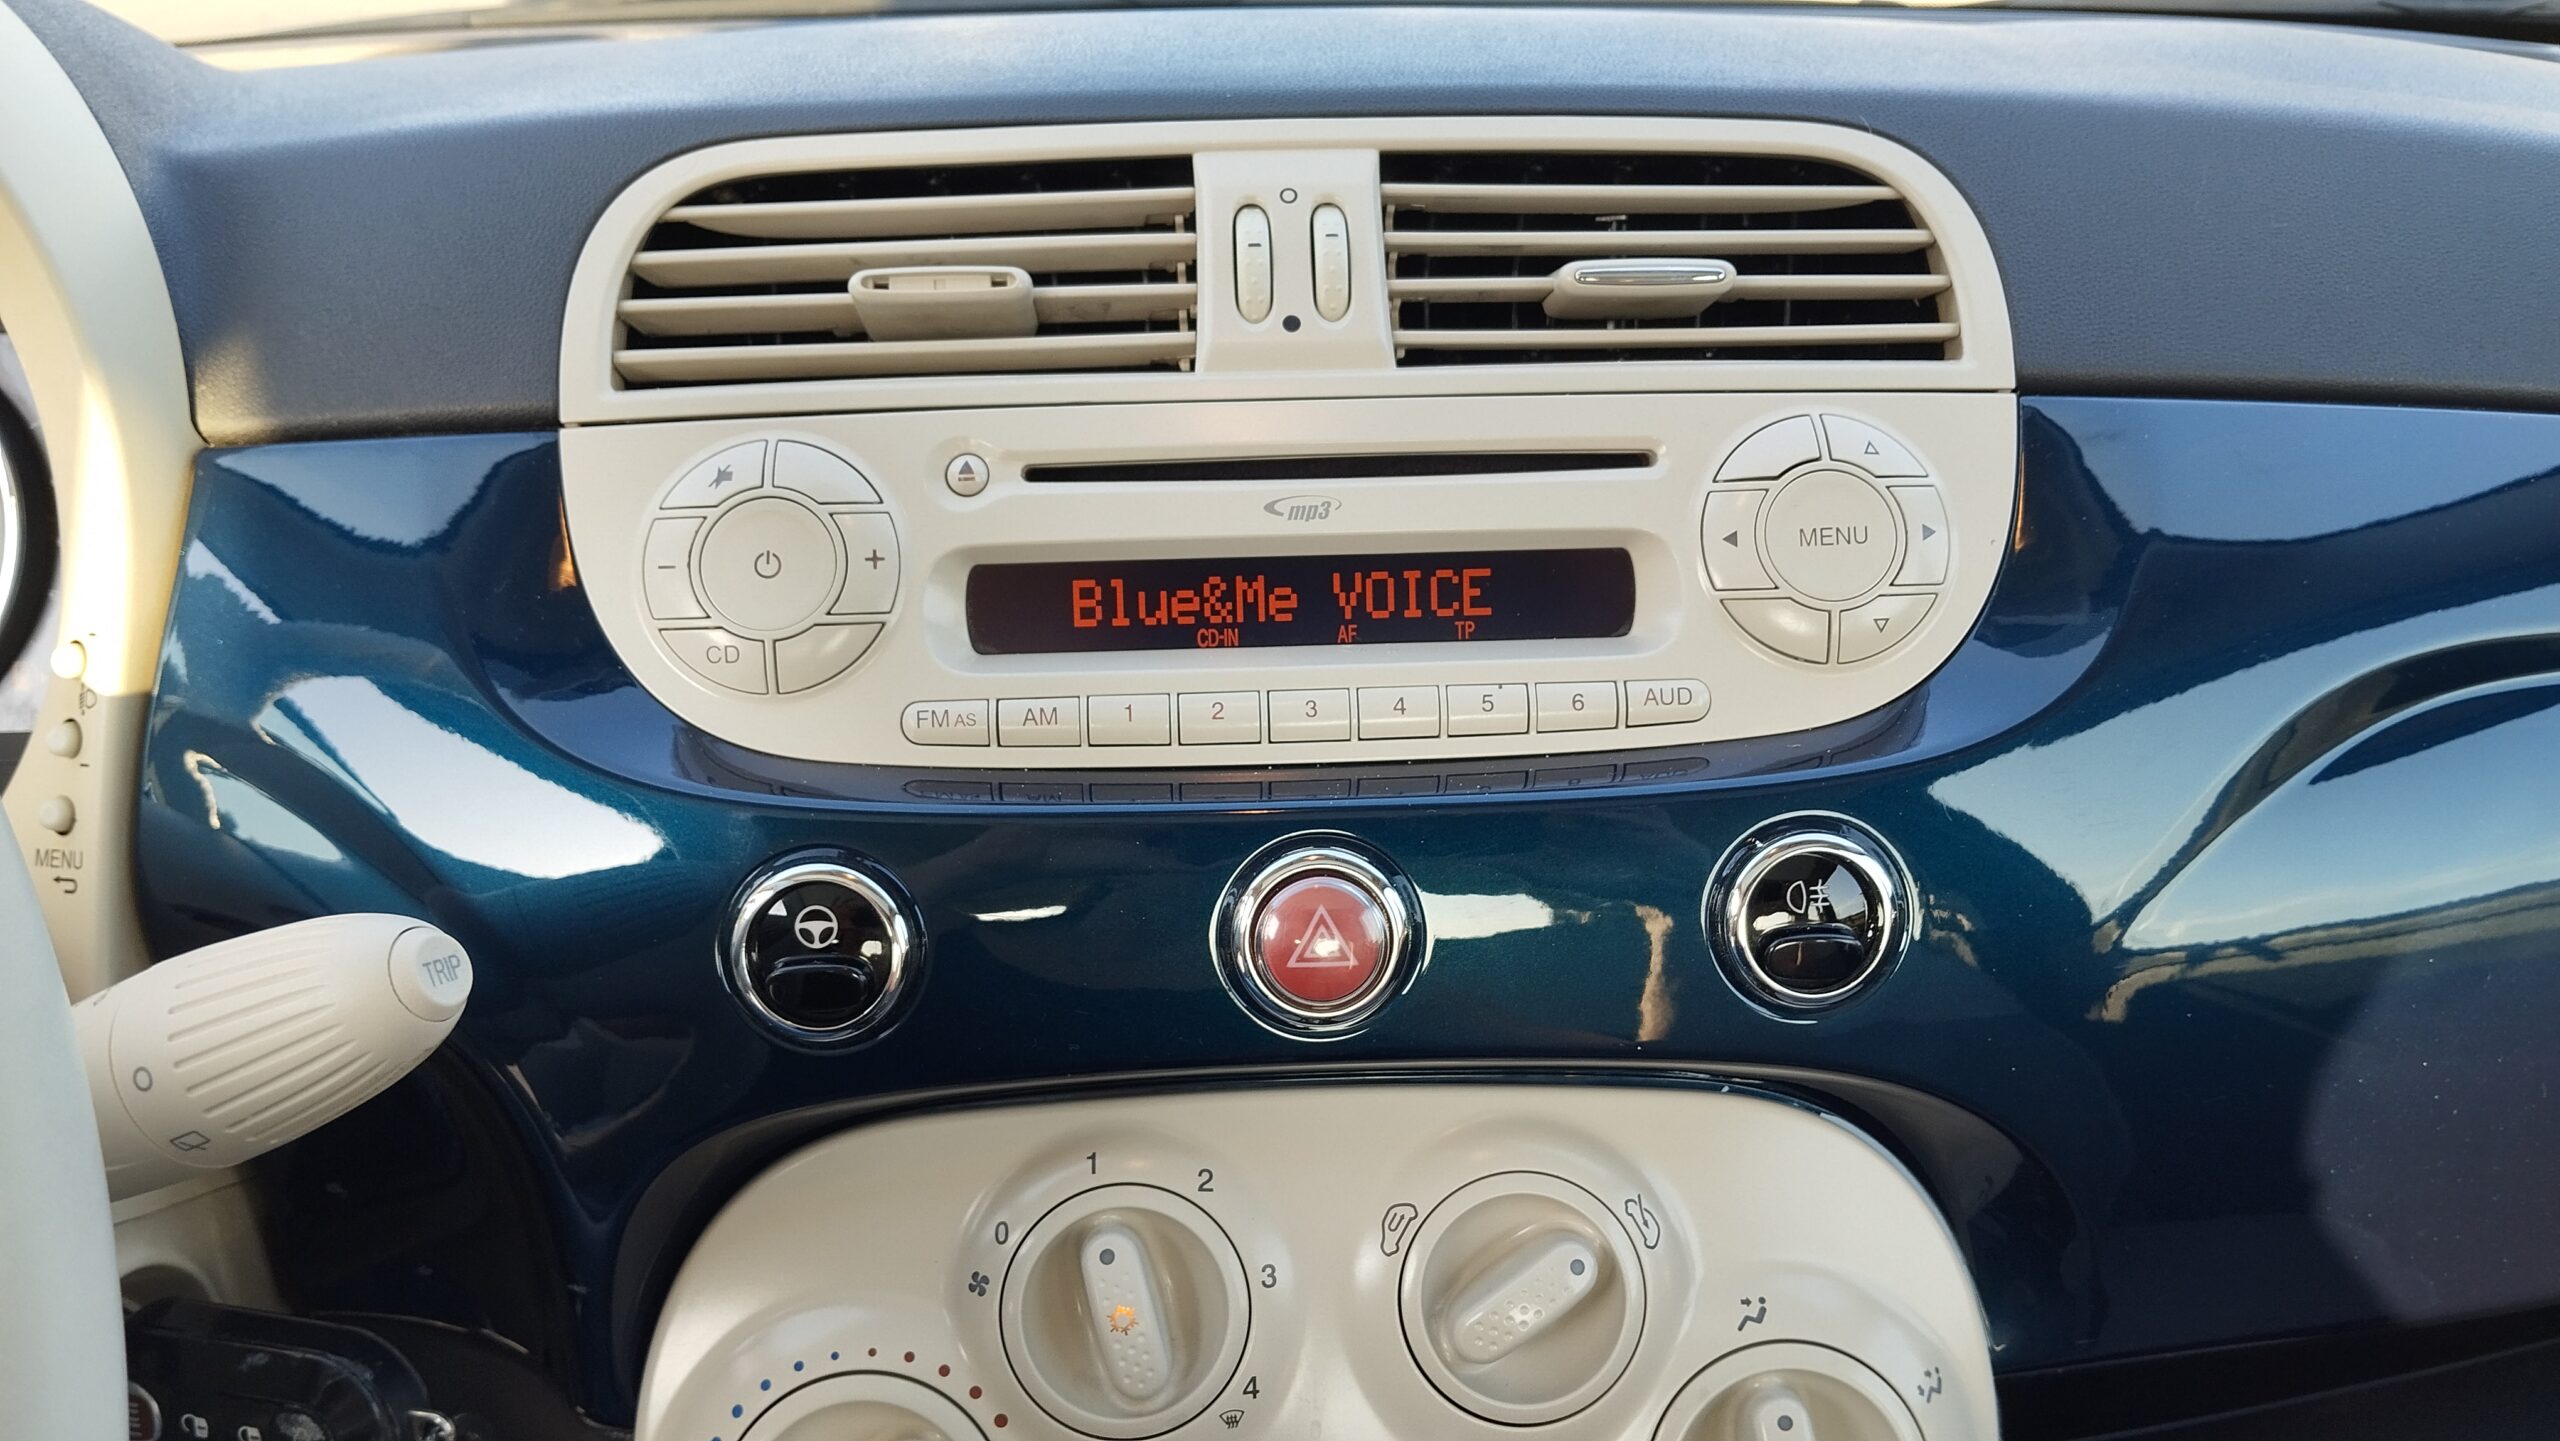 mp3
MENU
Blue&Me VOICE
CD-IN AF TP
CD
FM AS AM 1 2 3 4 5 6 AUD
MENU
TRIP
0 1 2 3 4